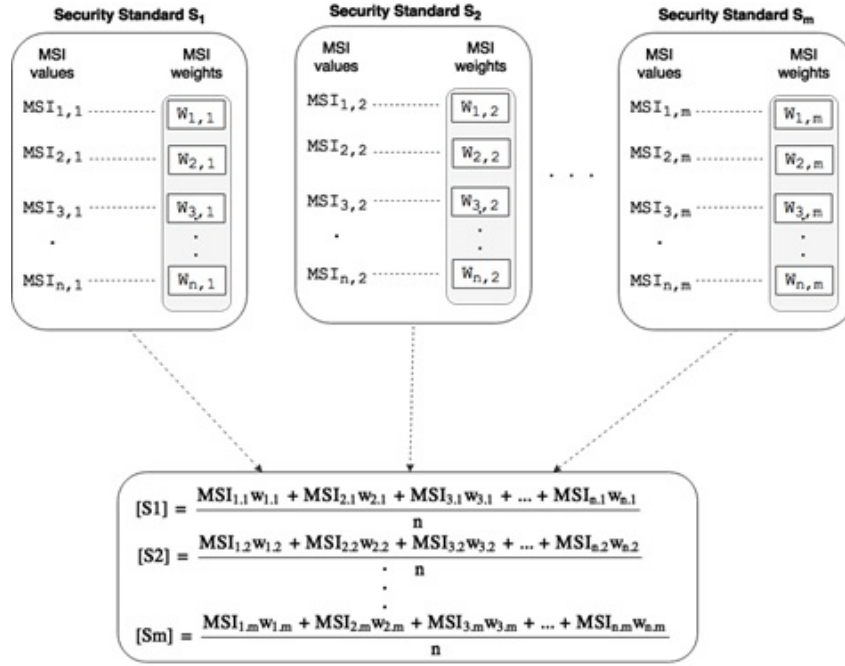 Security Standard S1
MSI values
MSI weights
MSI1,1 W1,1
MSI2,1 W2,1
MSI3,1 W3,1
MSIn,1 Wn,1
Security Standard S2
MSI values
MSI weights
MSI1,2 W1,2
MSI2,2 W2,2
MSI3,2 W3,2
MSIn,2 Wn,2
. . .
Security Standard Sm
MSI values
MSI weights
MSI1,m W1,m
MSI2,m W2,m
MSI3,m W3,m
MSIn,m Wn,m
[S1] = MSI1.1w1.1 + MSI2.1w2.1 + MSI3.1w3.1 + ... + MSIn.1wn.1
n
[S2] = MSI1.2w1.2 + MSI2.2w2.2 + MSI3.2w3.2 + ... + MSIn.2wn.2
n
[Sm] = MSI1.mw1.m + MSI2.mw2.m + MSI3.mw3.m + ... + MSIn.mwn.m
n